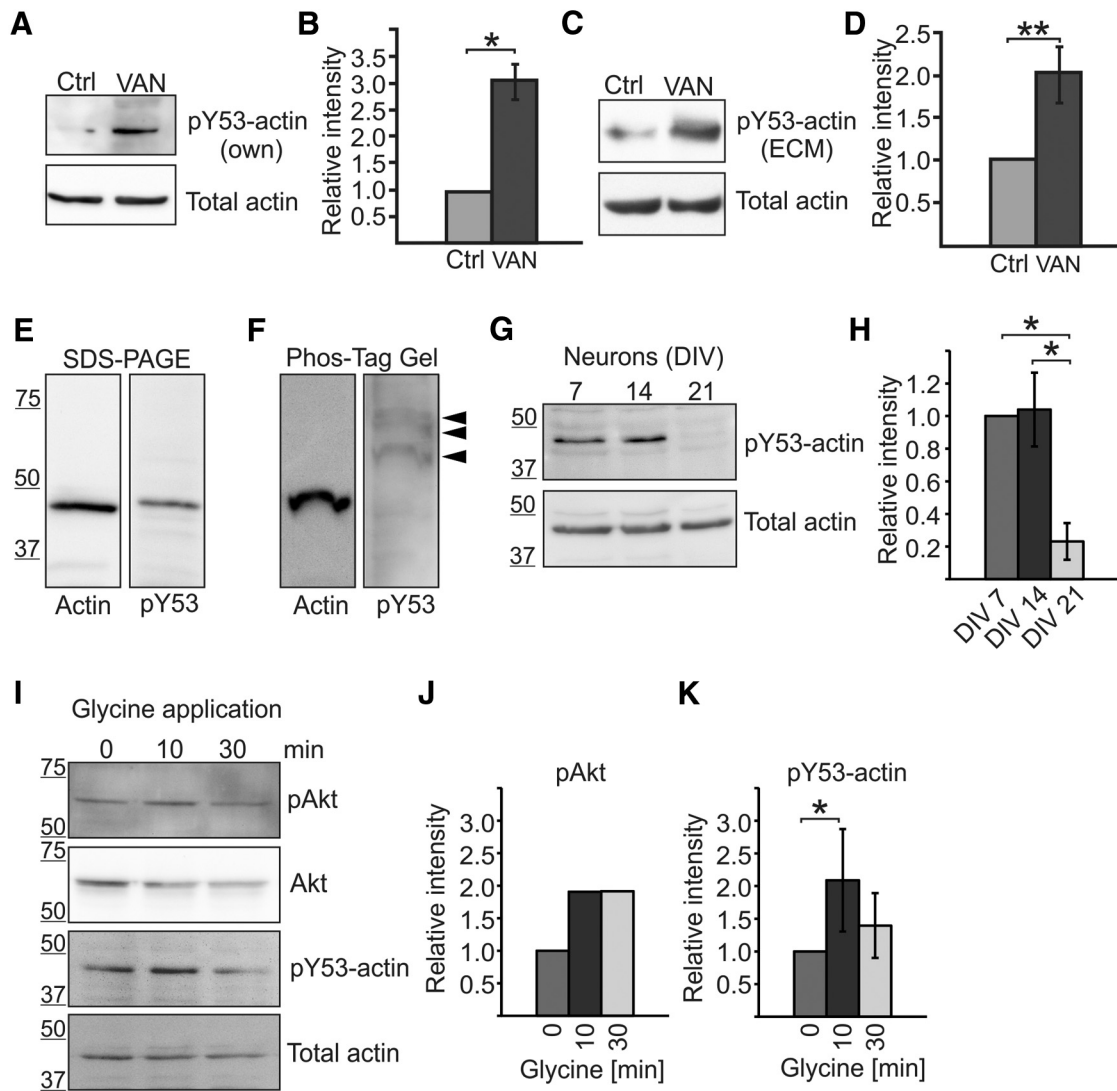 A
Ctrl VAN
pY53-actin
(own)
Total actin
B
Relative intensity
3.5
3.0
2.5
2.0
1.5
1.0
0.5
*
Ctrl VAN
C
Ctrl VAN
pY53-actin
(ECM)
Total actin
D
Relative intensity
2.5
2.0
1.5
1.0
0.5
**
Ctrl VAN
E
SDS-PAGE
75
50
37
Actin pY53
F
Phos-Tag Gel
Actin pY53
G
Neurons (DIV)
7 14 21
50
37
pY53-actin
50
37
Total actin
H
Relative intensity
1.2
1.0
0.8
0.6
0.4
0.2
*
*
DIV 7
DIV 14
DIV 21
I
Glycine application
0 10 30 min
75
50
pAkt
75
50
Akt
50
37
pY53-actin
50
37
Total actin
J
pAkt
Relative intensity
3.0
2.5
2.0
1.5
1.0
0.5
0 10 30
Glycine [min]
K
pY53-actin
Relative intensity
3.0
2.5
2.0
1.5
1.0
0.5
*
0 10 30
Glycine [min]